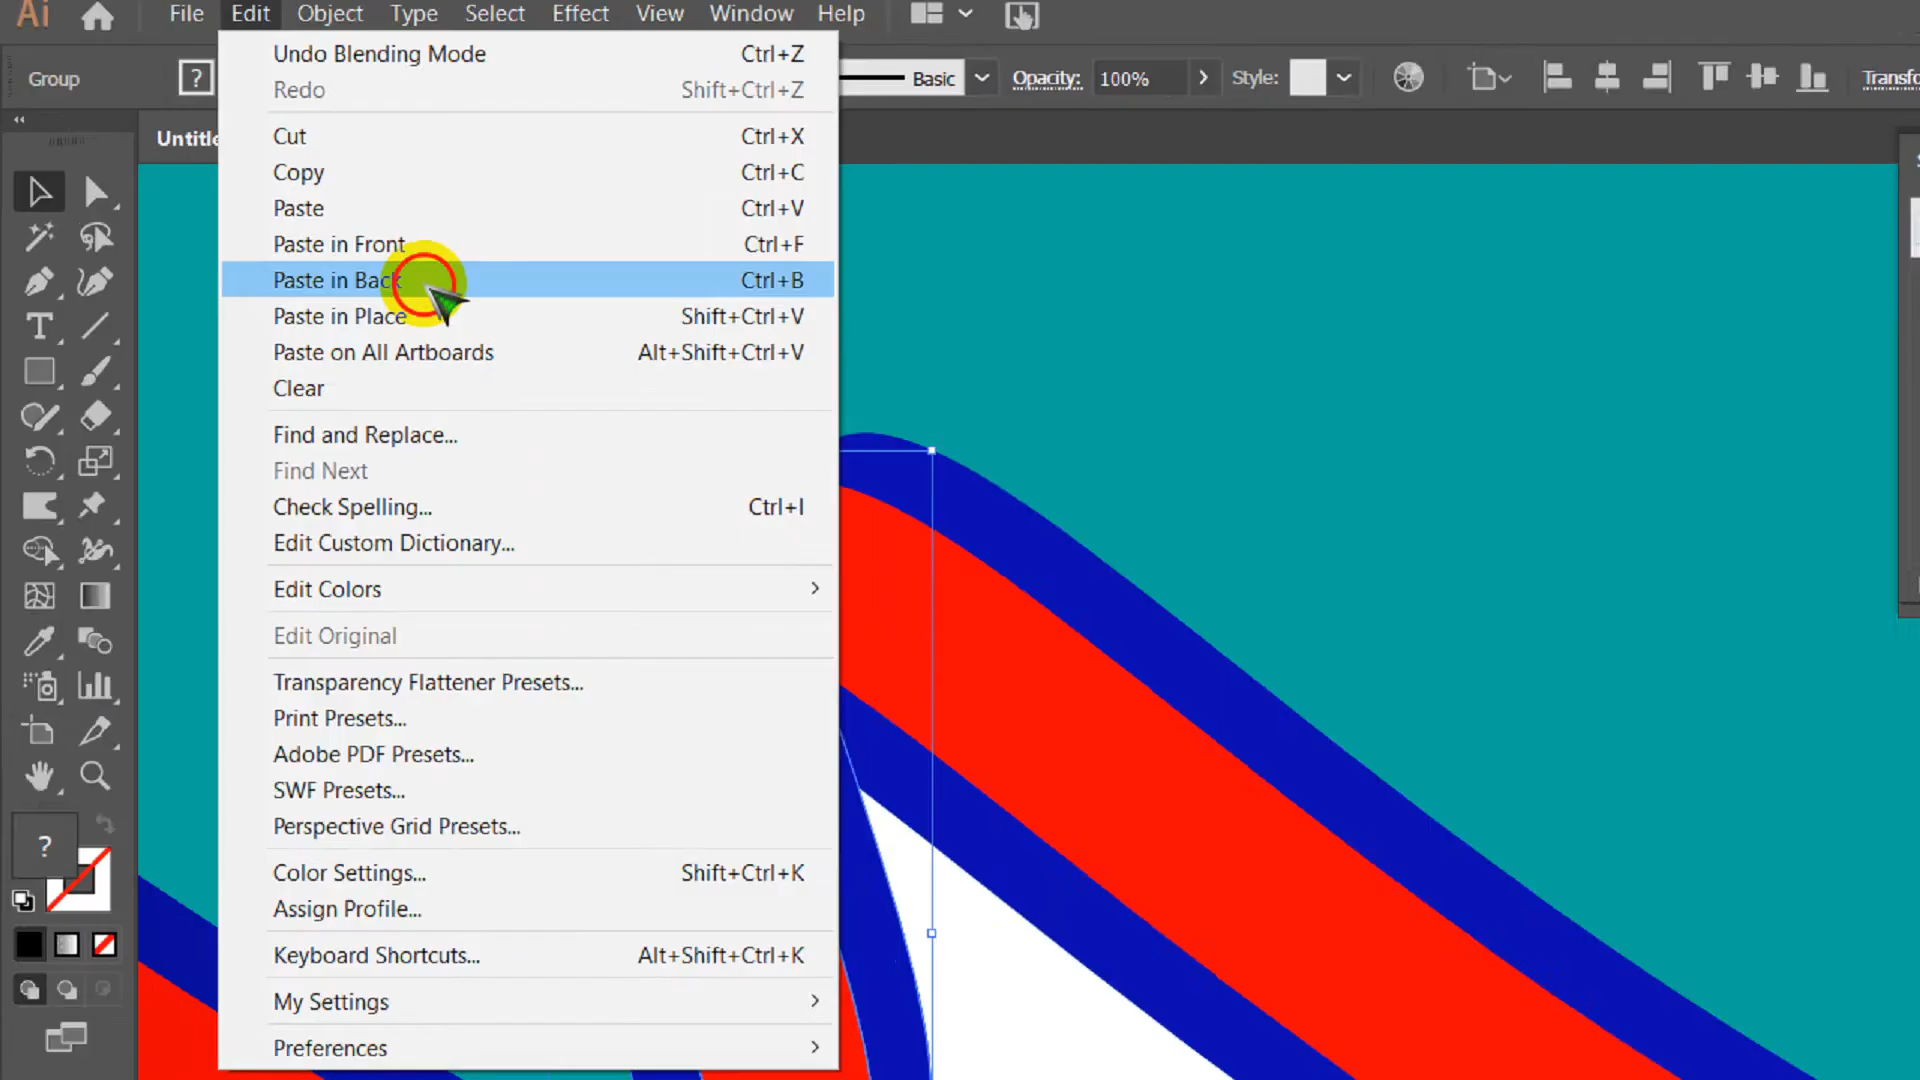 Ai File Edit Object Type Select Effect View Window Help
Group ? Basic Opacity: 100% Style: Transfo
Untitle
Undo Blending Mode Ctrl+Z
Redo Shift+Ctrl+Z
Cut Ctrl+X
Copy Ctrl+C
Paste Ctrl+V
Paste in Front Ctrl+F
Paste in Back Ctrl+B
Paste in Place Shift+Ctrl+V
Paste on All Artboards Alt+Shift+Ctrl+V
Clear
Find and Replace...
Find Next
Check Spelling... Ctrl+I
Edit Custom Dictionary...
Edit Colors
Edit Original
Transparency Flattener Presets...
Print Presets...
Adobe PDF Presets...
SWF Presets...
Perspective Grid Presets...
?
Color Settings... Shift+Ctrl+K
Assign Profile...
Keyboard Shortcuts... Alt+Shift+Ctrl+K
My Settings
Preferences